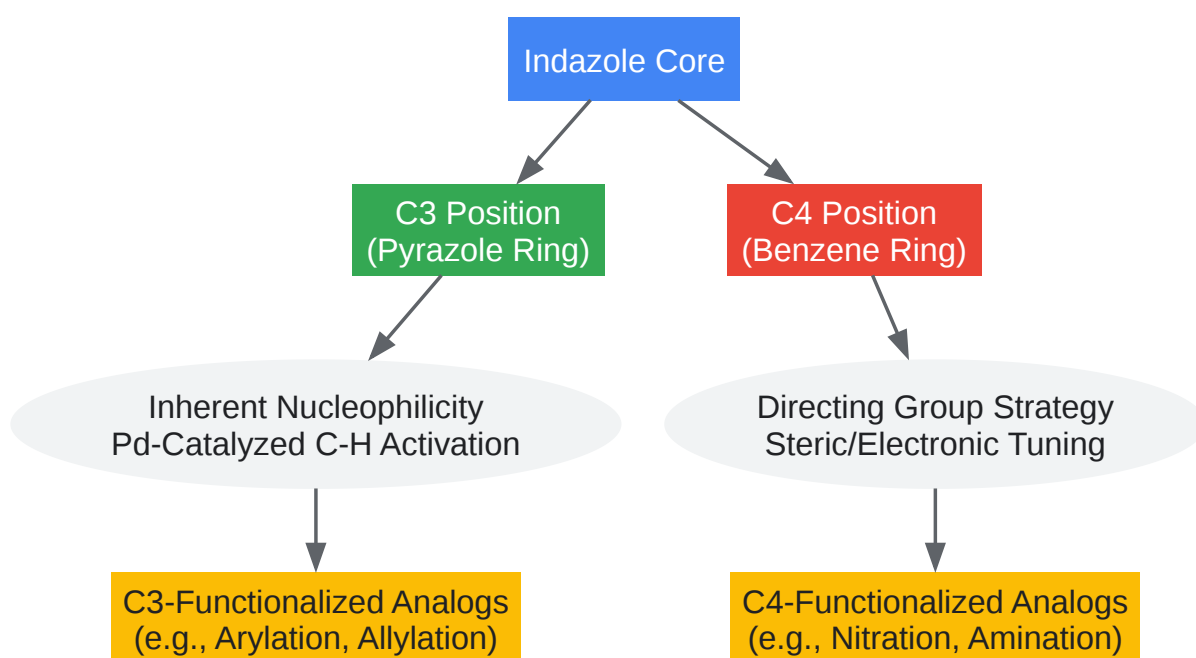 Indazole Core
C3 Position
(Pyrazole Ring)
C4 Position
(Benzene Ring)
Inherent Nucleophilicity
Pd-Catalyzed C-H Activation
Directing Group Strategy
Steric/Electronic Tuning
C3-Functionalized Analogs
(e.g., Arylation, Allylation)
C4-Functionalized Analogs
(e.g., Nitration, Amination)